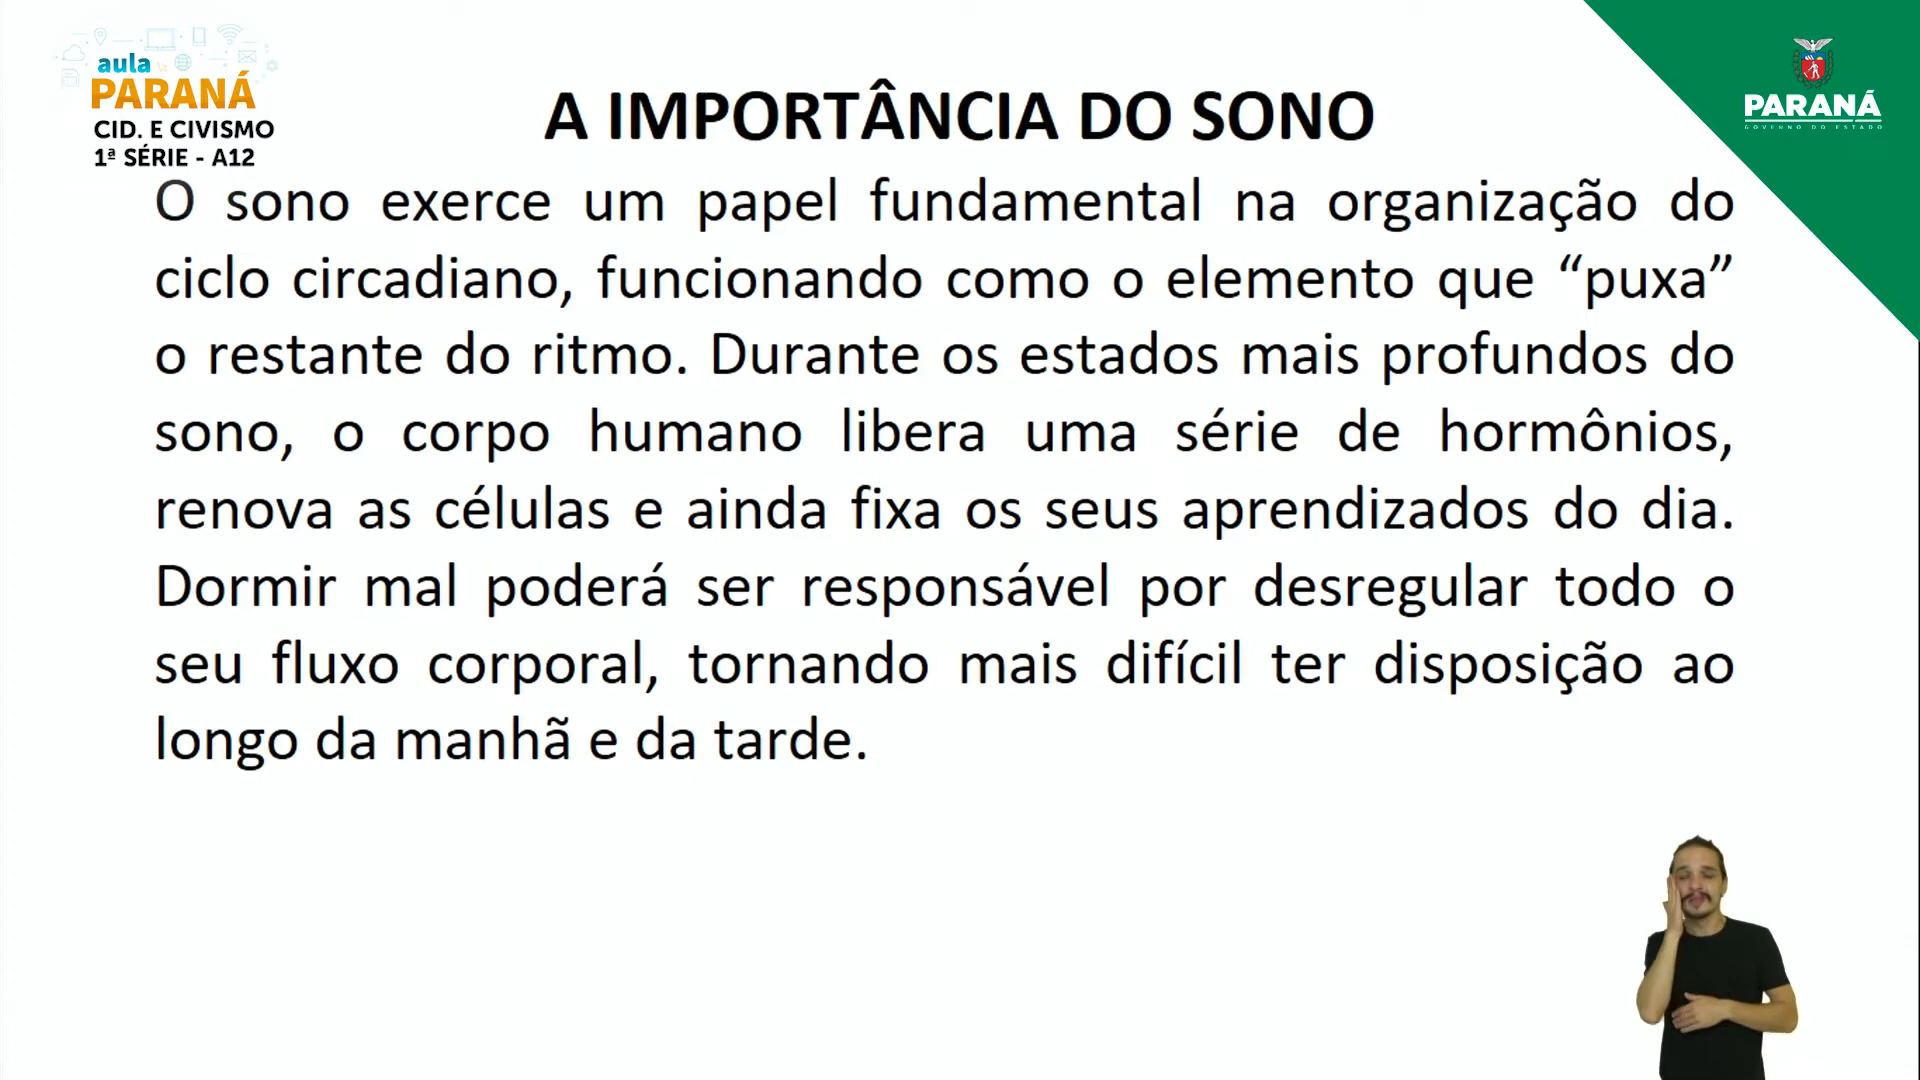 aula
PARANÁ
CID. E CIVISMO
1ª SÉRIE - A12
PARANÁ
GOVERNO DO ESTADO
A IMPORTÂNCIA DO SONO
O sono exerce um papel fundamental na organização do
ciclo circadiano, funcionando como o elemento que “puxa”
o restante do ritmo. Durante os estados mais profundos do
sono, o corpo humano libera uma série de hormônios,
renova as células e ainda fixa os seus aprendizados do dia.
Dormir mal poderá ser responsável por desregular todo o
seu fluxo corporal, tornando mais difícil ter disposição ao
longo da manhã e da tarde.